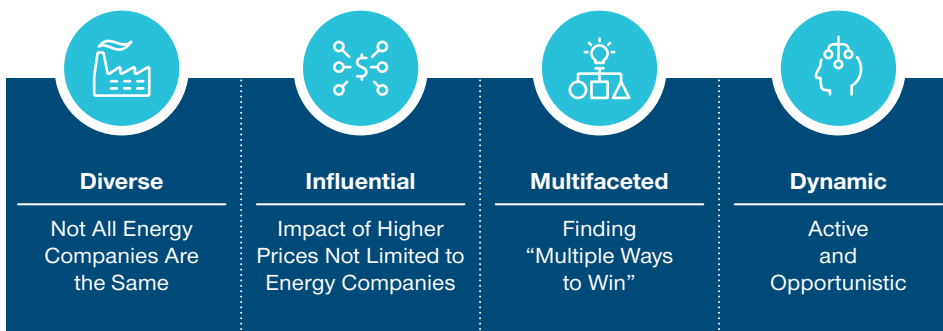 Diverse
Not All Energy
Companies Are
the Same
Influential
Impact of Higher
Prices Not Limited to
Energy Companies
Multifaceted
Finding
“Multiple Ways
to Win”
Dynamic
Active
and
Opportunistic